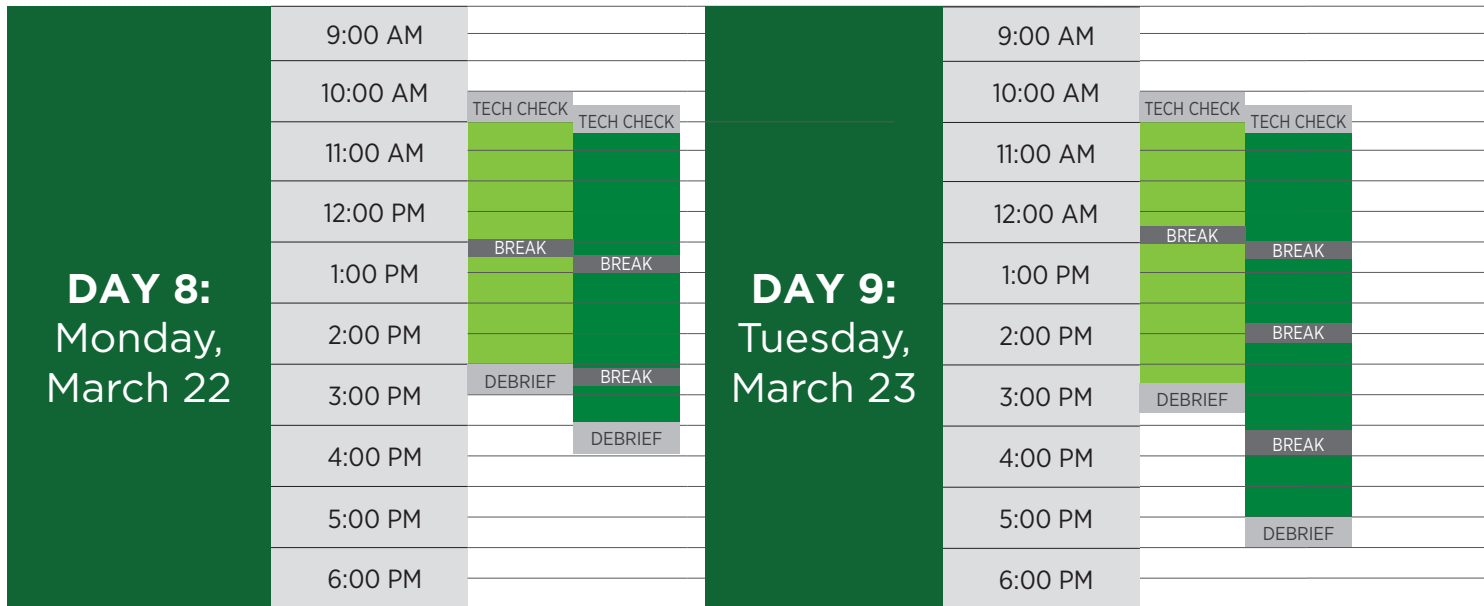 DAY 8:
Monday,
March 22
9:00 AM
10:00 AM
11:00 AM
12:00 PM
1:00 PM
2:00 PM
3:00 PM
4:00 PM
5:00 PM
6:00 PM
TECH CHECK
BREAK
DEBRIEF
TECH CHECK
BREAK
BREAK
DEBRIEF
DAY 9:
Tuesday,
March 23
9:00 AM
10:00 AM
11:00 AM
12:00 AM
1:00 PM
2:00 PM
3:00 PM
4:00 PM
5:00 PM
6:00 PM
TECH CHECK
BREAK
DEBRIEF
TECH CHECK
BREAK
BREAK
BREAK
DEBRIEF